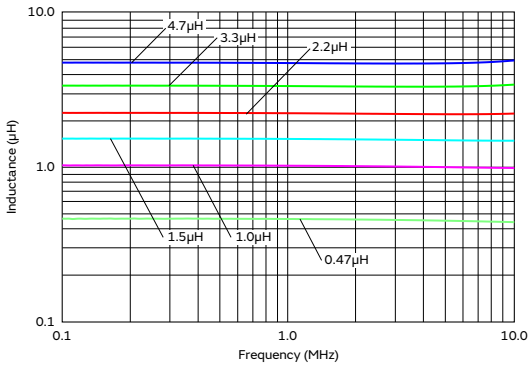 10.0
4.7μH
3.3μH
2.2μH
Inductance (μH)
1.0
1.5μH
1.0μH
0.47μH
0.1
0.1
1.0
10.0
Frequency (MHz)